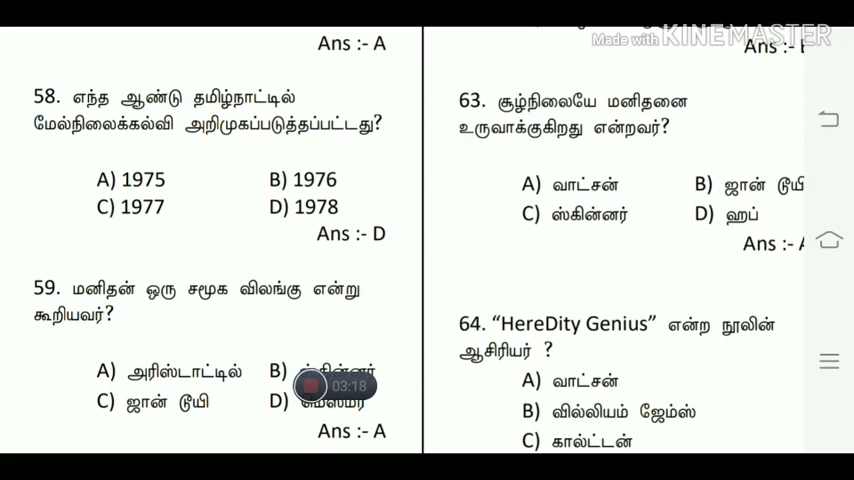 Ans :- A
58. எந்த ஆண்டு தமிழ்நாட்டில்
மேல்நிலைக்கல்வி அறிமுகப்படுத்தப்பட்டது?
A) 1975 B) 1976
C) 1977 D) 1978
Ans :- D
59. மனிதன் ஒரு சமூக விலங்கு என்று
கூறியவர்?
A) அரிஸ்டாட்டில் B)
C) ஜான் டூயி D)
Ans :- A
03:18
Made with KINEMASTER
Ans :-
63. சூழ்நிலையே மனிதனை
உருவாக்குகிறது என்றவர்?
A) வாட்சன் B) ஜான் டூயி
C) ஸ்கின்னர் D) ஹப்
Ans :- A
64. “HereDity Genius” என்ற நூலின்
ஆசிரியர் ?
A) வாட்சன்
B) வில்லியம் ஜேம்ஸ்
C) கால்ட்டன்